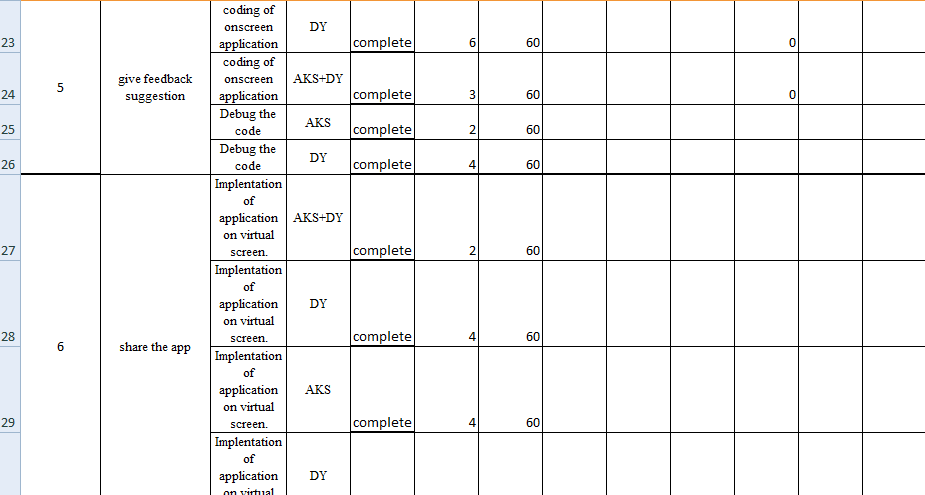 23
coding of
onscreen
application
DY
complete
6
60
0
5
give feedback
suggestion
24
coding of
onscreen
application
AKS+DY
complete
3
60
0
25
Debug the
code
AKS
complete
2
60
26
Debug the
code
DY
complete
4
60
6
share the app
27
Implentation
of
application
on virtual
screen.
AKS+DY
complete
2
60
28
Implentation
of
application
on virtual
screen.
DY
complete
4
60
29
Implentation
of
application
on virtual
screen.
AKS
complete
4
60
Implentation
of
application
on virtual
DY